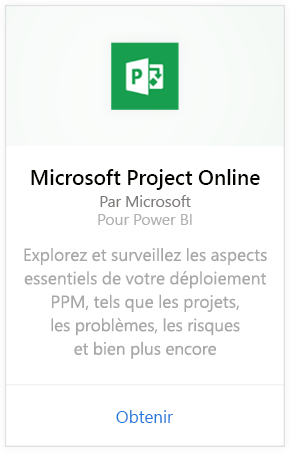 P
Microsoft Project Online
Par Microsoft
Pour Power BI
Explorez et surveillez les aspects
essentiels de votre déploiement
PPM, tels que les projets,
les problèmes, les risques
et bien plus encore
Obtenir